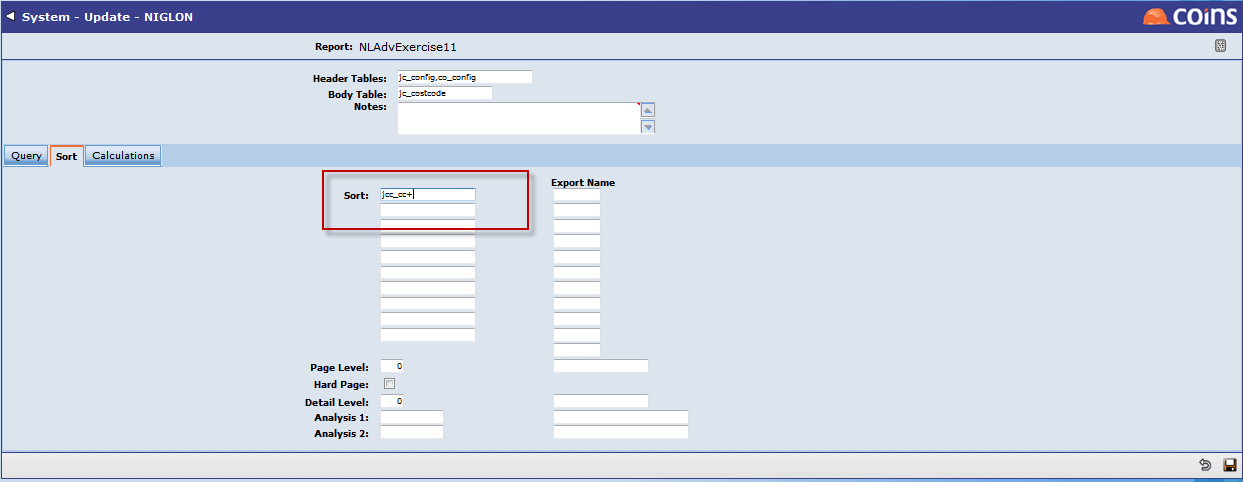 System - Update - NIGLON
coins
Report: NLAdvExercise11
Header Tables: jc_config,co_config
Body Table: jc_costcode
Notes:
Query Sort Calculations
Export Name
Sort: jcc_cc+
Page Level: 0
Hard Page:
Detail Level: 0
Analysis 1:
Analysis 2: